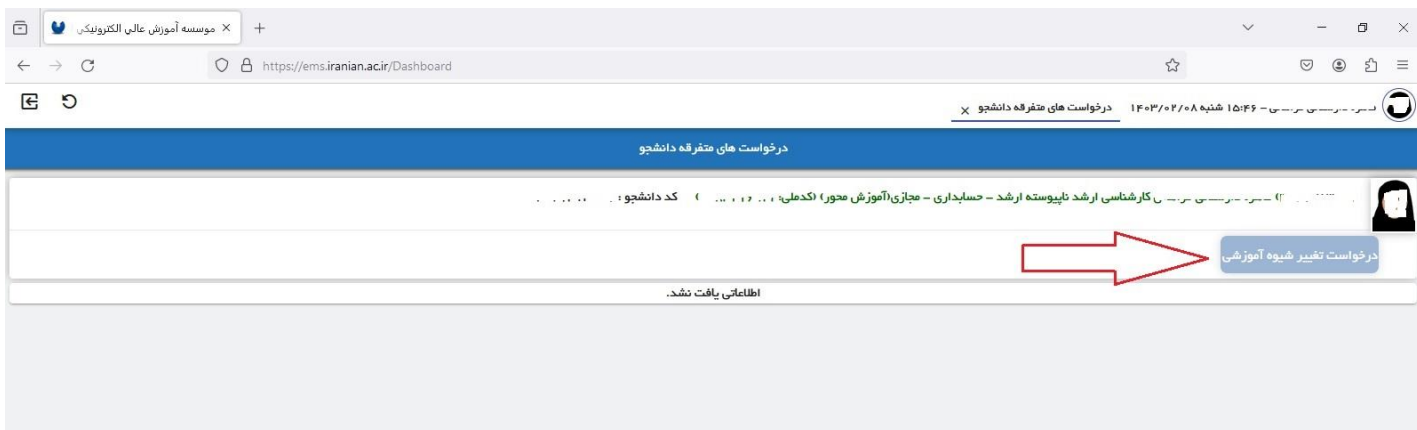 موسسه آموزش عالی الکترونیکی
https://ems.iranian.ac.ir/Dashboard
۱۵:۴۶ شنبه ۱۴۰۳/۰۲/۰۸ درخواست های متفرقه دانشجو
درخواست های متفرقه دانشجو
کارشناسی ارشد ناپیوسته ارشد – حسابداری – مجازی(آموزش محور) (کدملی: ) کد دانشجو :
درخواست تغییر شیوه آموزشی
اطلاعاتی یافت نشد.